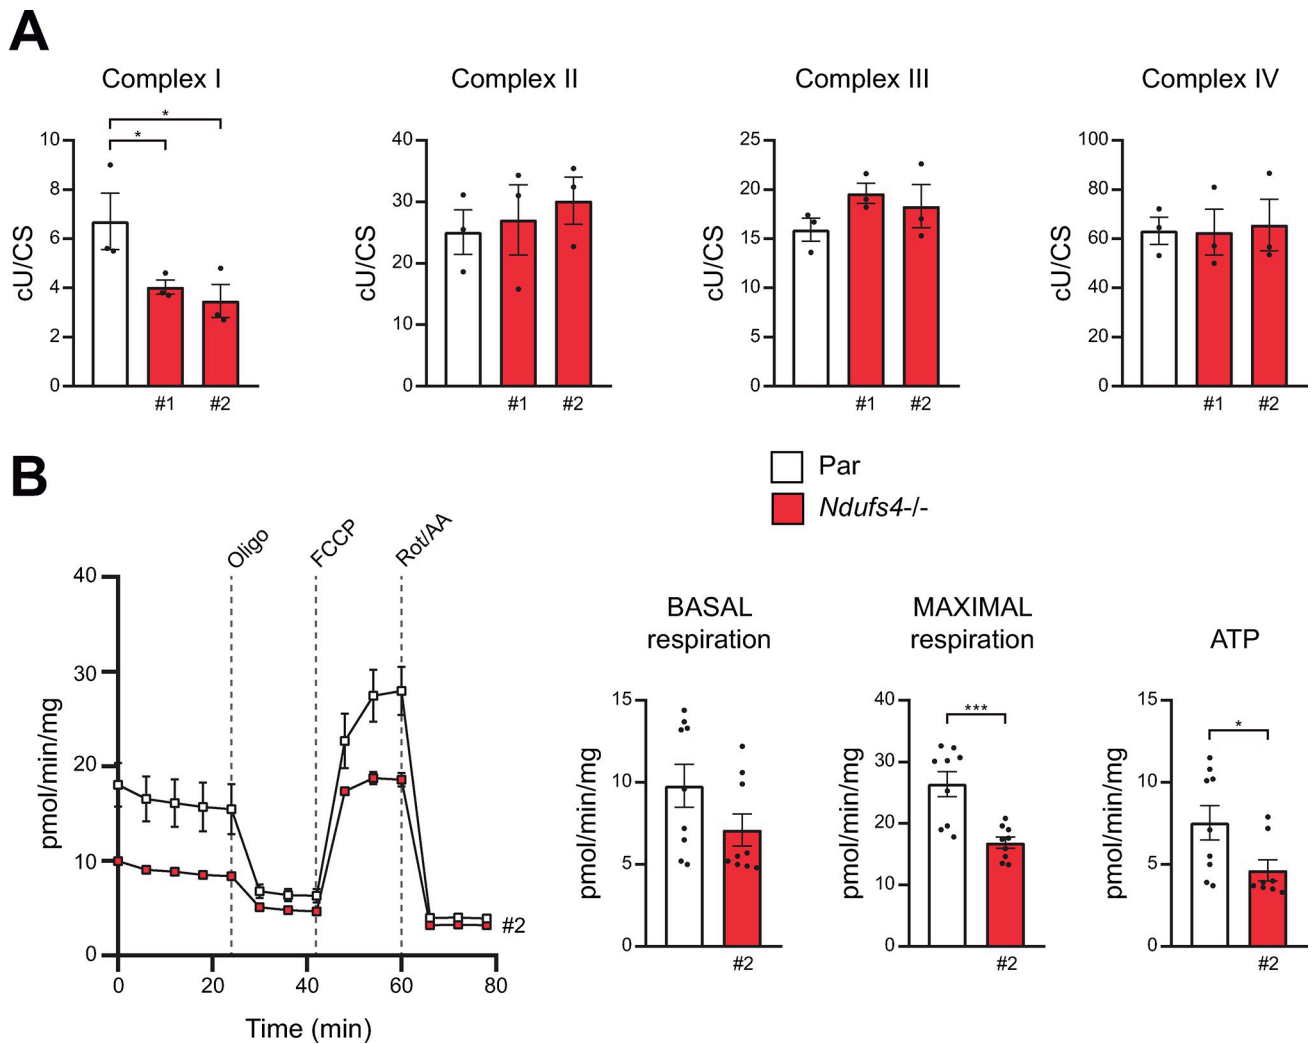 A
Complex I
Complex II
Complex III
Complex IV
*
*
10
8
6
4
2
0
cU/CS
#1
#2
40
30
20
10
0
cU/CS
#1
#2
25
20
15
10
5
0
cU/CS
#1
#2
100
80
60
40
20
0
cU/CS
#1
#2
Par
Ndufs4-/-
B
Oligo
FCCP
Rot/AA
40
30
20
10
0
pmol/min/mg
#2
0
20
40
60
80
Time (min)
BASAL
respiration
15
10
5
0
pmol/min/mg
#2
MAXIMAL
respiration
***
40
30
20
10
0
pmol/min/mg
#2
ATP
*
15
10
5
0
pmol/min/mg
#2